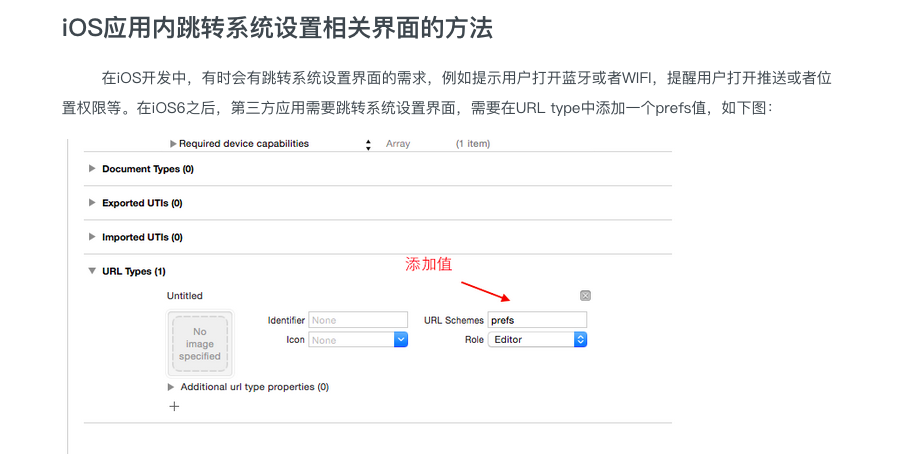 iOS应用内跳转系统设置相关界面的方法
在iOS开发中，有时会有跳转系统设置界面的需求，例如提示用户打开蓝牙或者WIFI，提醒用户打开推送或者位
置权限等。在iOS6之后，第三方应用需要跳转系统设置界面，需要在URL type中添加一个prefs值，如下图：
Required device capabilities Array (1 item)
Document Types (0)
Exported UTIs (0)
Imported UTIs (0)
URL Types (1)
添加值
Untitled
No
image
specified
Identifier None
URL Schemes prefs
Icon None
Role Editor
Additional url type properties (0)